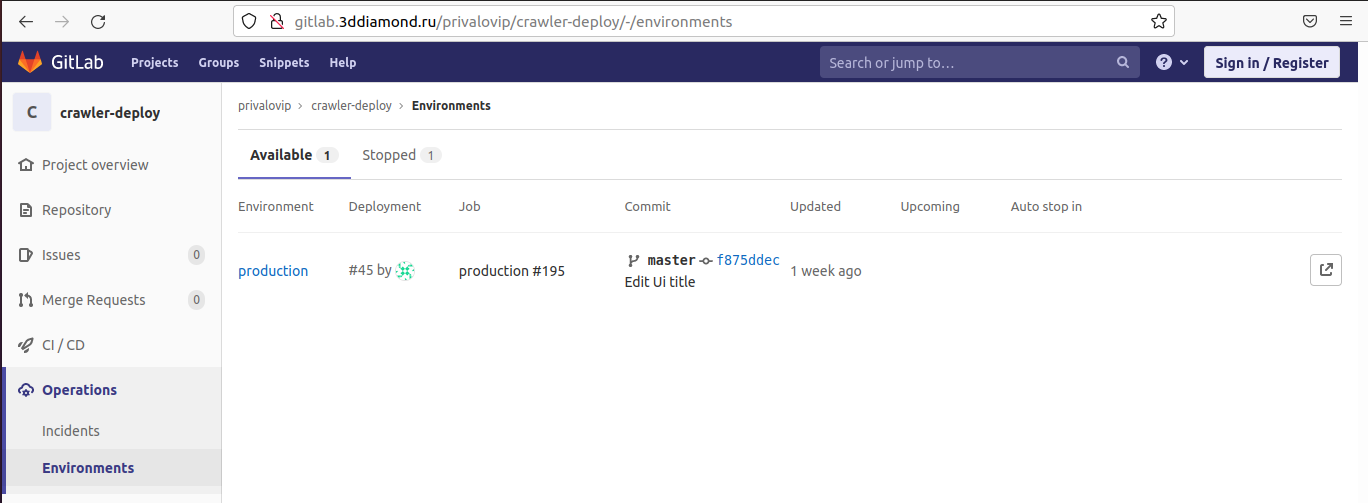 gitlab.3ddiamond.ru/privalovip/crawler-deploy/-/environments
GitLab Projects Groups Snippets Help Search or jump to… ? Sign in / Register
C crawler-deploy
privalovip > crawler-deploy > Environments
Available 1 Stopped 1
Project overview
Repository
Issues 0
Merge Requests 0
CI / CD
Operations
Incidents
Environments
Environment Deployment Job Commit Updated Upcoming Auto stop in
production #45 by production #195 master f875ddec 1 week ago
Edit Ui title